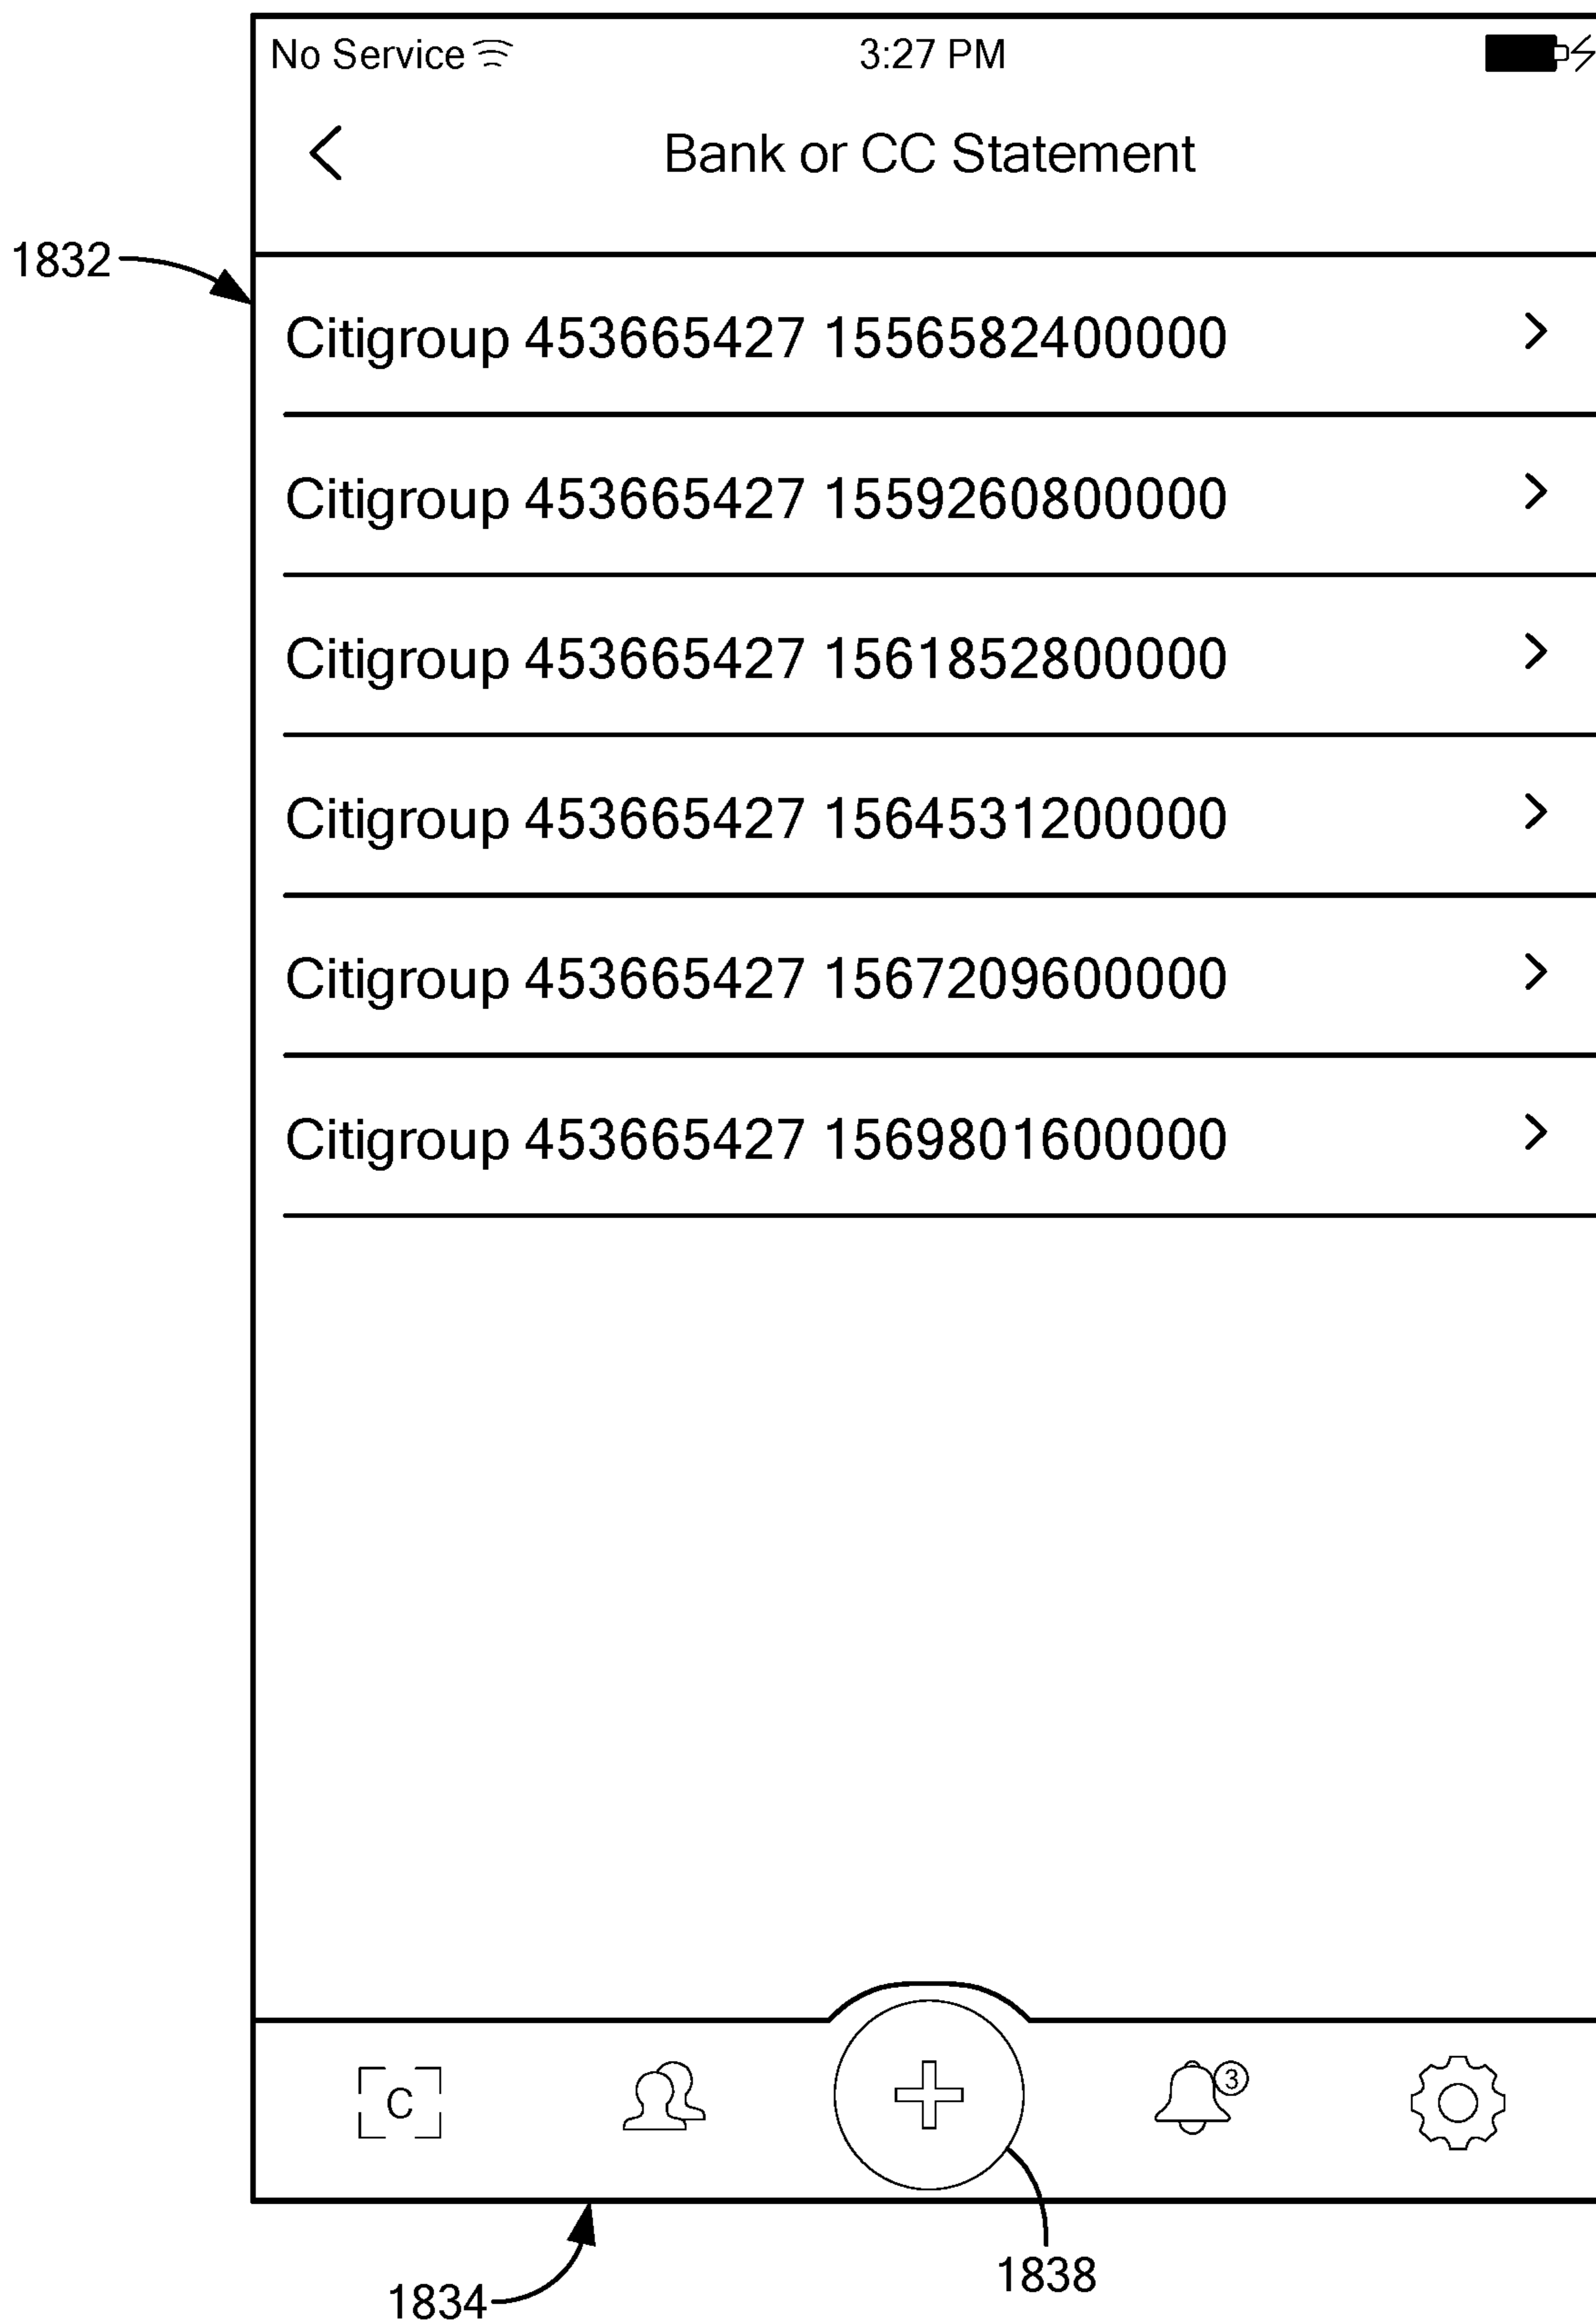 No Service 3:27 PM
Bank or CC Statement
1832
Citigroup 453665427 1556582400000
Citigroup 453665427 1559260800000
Citigroup 453665427 1561852800000
Citigroup 453665427 1564531200000
Citigroup 453665427 1567209600000
Citigroup 453665427 1569801600000
C 3
1838
1834